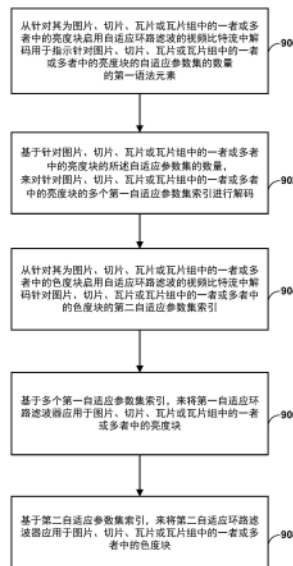 从针对其为图片、切片、瓦片或瓦片组中的一者或多
者中的亮度块启用自适应环路滤波的视频比特流中解
码用于指示针对图片、切片、瓦片或瓦片组中的一者
或多者中的亮度块的自适应参数集的数量
的第一语法元素
90
基于针对图片、切片、瓦片或瓦片组中的一者或多者
中的亮度块的所述自适应参数集的数量,
来对针对图片、切片、瓦片或瓦片组中的一者或多者
中的亮度块的多个第一自适应参数集索引进行解码
90
从针对其为图片、切片、瓦片或瓦片组中的一者或多
者中的色度块启用自适应环路滤波的视频比特流中解
码针对图片、切片、瓦片或瓦片组中的一者或多者中
的色度块的第二自适应参数集索引
90
基于多个第一自适应参数集索引,来将第一自适应环
路滤波器应用于图片、切片、瓦片或瓦片组中的一者
或多者中的亮度块
90
基于第二自适应参数集索引,来将第二自适应环路滤
波器应用于图片、切片、瓦片或瓦片组中的一者或多
者中的色度块
90